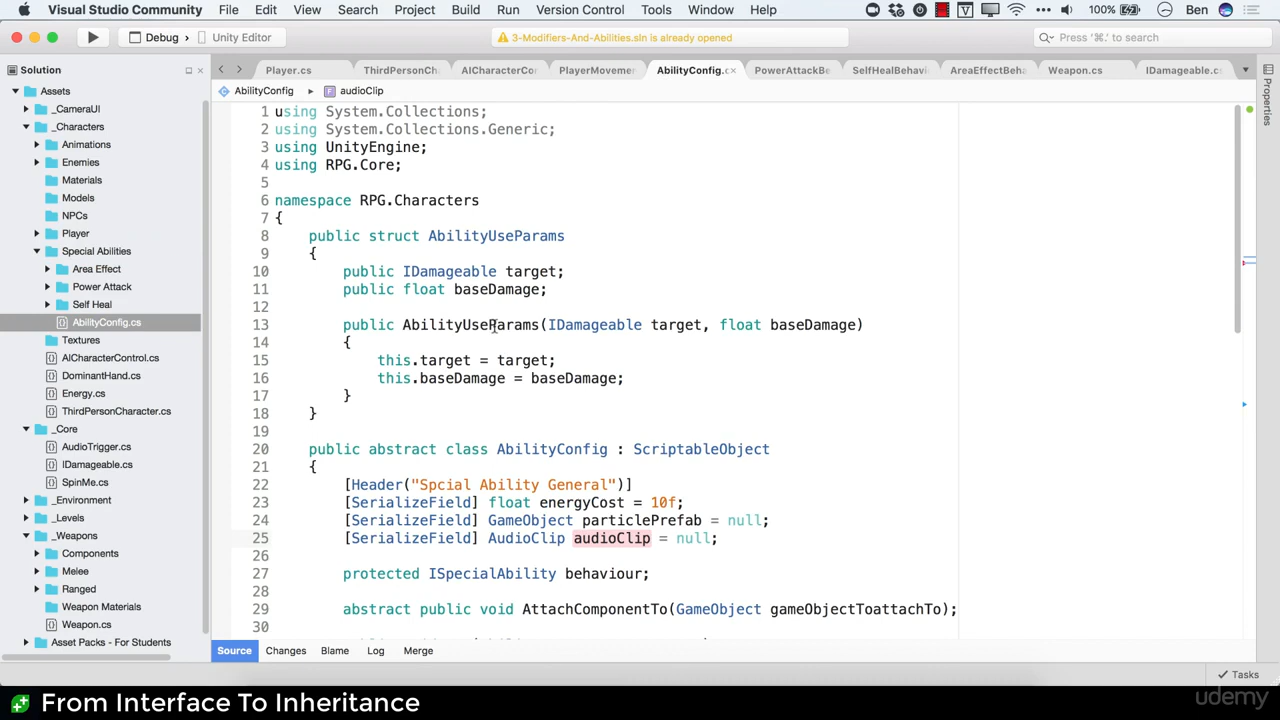 Visual Studio Community File Edit View Search Project Build Run Version Control Tools Window Help 100% Ben
Debug Unity Editor 3-Modifiers-And-Abilities.sln is already opened Press '⌘.' to search
Solution Player.cs ThirdPersonCh AICharacterCor PlayerMovemen AbilityConfig.c PowerAttackBe SelfHealBehavi AreaEffectBeha Weapon.cs IDamageable.cs
AbilityConfig.cs audioClip
Assets
_CameraUI
_Characters
Animations
Enemies
Materials
Models
NPCs
Player
Special Abilities
Area Effect
Power Attack
Self Heal
AbilityConfig.cs
Textures
AICharacterControl.cs
DominantHand.cs
Energy.cs
ThirdPersonCharacter.cs
_Core
AudioTrigger.cs
IDamageable.cs
SpinMe.cs
_Environment
_Levels
_Weapons
Components
Melee
Ranged
Weapon Materials
Weapon.cs
Asset Packs - For Students
1 using System.Collections;
2 using System.Collections.Generic;
3 using UnityEngine;
4 using RPG.Core;
5
6 namespace RPG.Characters
7 {
8 public struct AbilityUseParams
9 {
10 public IDamageable target;
11 public float baseDamage;
12
13 public AbilityUseParams(IDamageable target, float baseDamage)
14 {
15 this.target = target;
16 this.baseDamage = baseDamage;
17 }
18 }
19
20 public abstract class AbilityConfig : ScriptableObject
21 {
22 [Header("Spcial Ability General")]
23 [SerializeField] float energyCost = 10f;
24 [SerializeField] GameObject particlePrefab = null;
25 [SerializeField] AudioClip audioClip = null;
26
27 protected ISpecialAbility behaviour;
28
29 abstract public void AttachComponentTo(GameObject gameObjectToattachTo);
30
Properties
Source Changes Blame Log Merge
Tasks
From Interface To Inheritance
udemy